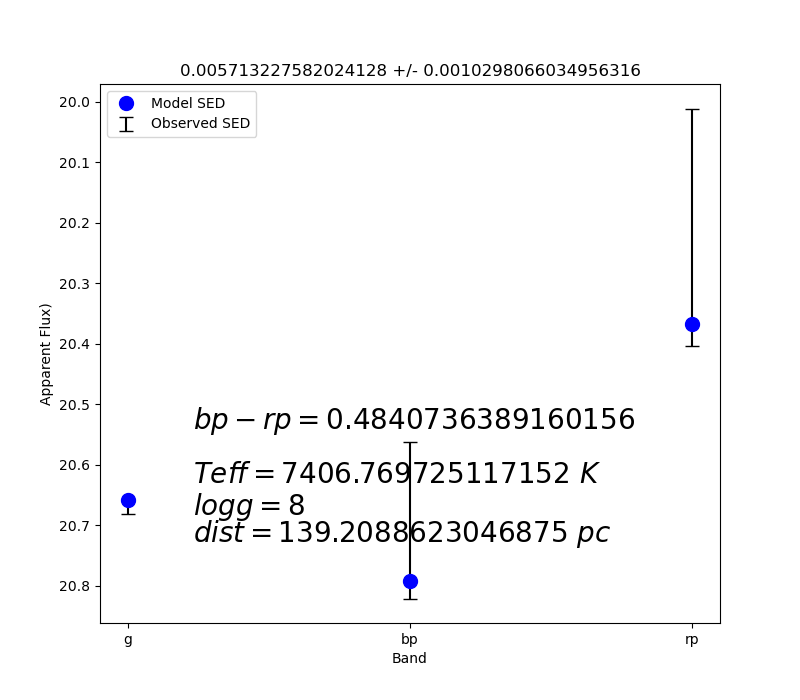 0.005713227582024128 +/- 0.0010298066034956316
Model SED
Observed SED
20.0
20.1
20.2
20.3
20.4
20.5
20.6
20.7
20.8
Apparent Flux)
bp − rp = 0.4840736389160156
Teff = 7406.769725117152 K
logg = 8
dist = 139.2088623046875 pc
g
bp
rp
Band